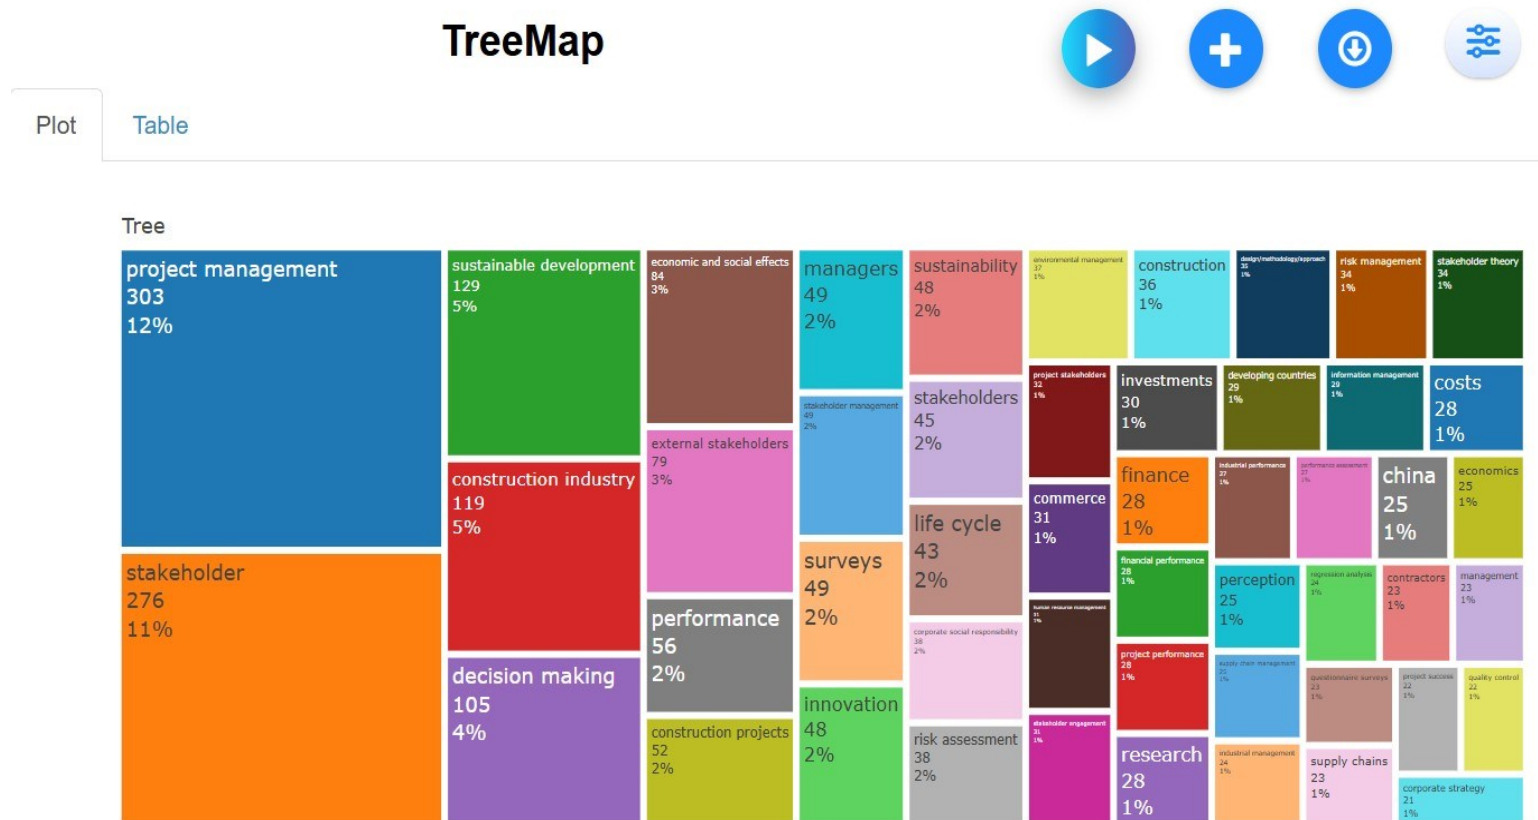 TreeMap
Plot
Table
Tree
project management
303
12%
stakeholder
276
11%
sustainable development
129
5%
construction industry
119
5%
decision making
105
4%
economic and social effects
84
3%
external stakeholders
79
3%
performance
56
2%
construction projects
52
2%
managers
49
2%
stakeholder management
49
2%
surveys
49
2%
innovation
48
2%
sustainability
48
2%
stakeholders
45
2%
life cycle
43
2%
corporate social responsibility
38
2%
risk assessment
38
2%
environmental management
37
1%
construction
36
1%
design/methodology/approach
35
1%
risk management
34
1%
stakeholder theory
34
1%
project stakeholders
32
1%
commerce
31
1%
human resource management
31
1%
stakeholder engagement
31
1%
investments
30
1%
developing countries
29
1%
information management
29
1%
costs
28
1%
finance
28
1%
financial performance
28
1%
project performance
28
1%
research
28
1%
industrial performance
27
1%
performance assessment
27
1%
china
25
1%
economics
25
1%
perception
25
1%
supply chain management
25
1%
industrial management
24
1%
regression analysis
24
1%
contractors
23
1%
management
23
1%
questionnaire surveys
23
1%
supply chains
23
1%
project success
22
1%
quality control
22
1%
corporate strategy
21
1%